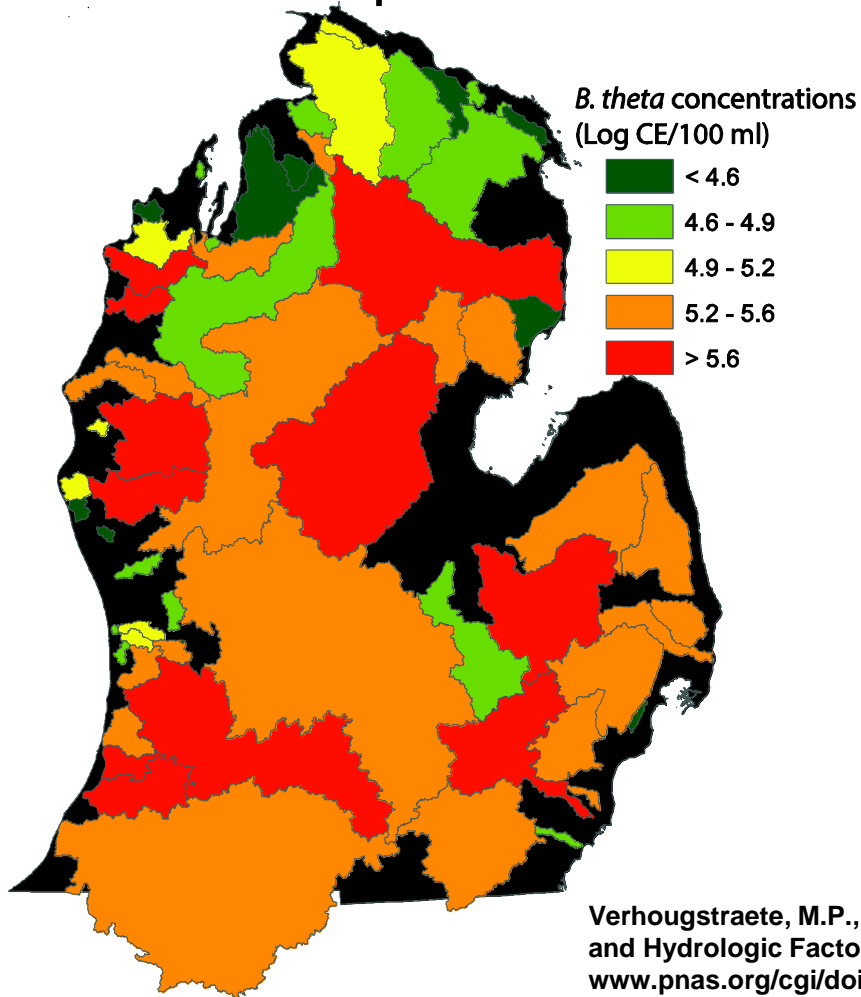 B. theta concentrations
(Log CE/100 ml)
< 4.6
4.6 - 4.9
4.9 - 5.2
5.2 - 5.6
> 5.6
Verhougstraete, M.P.,
and Hydrologic Facto
www.pnas.org/cgi/doi